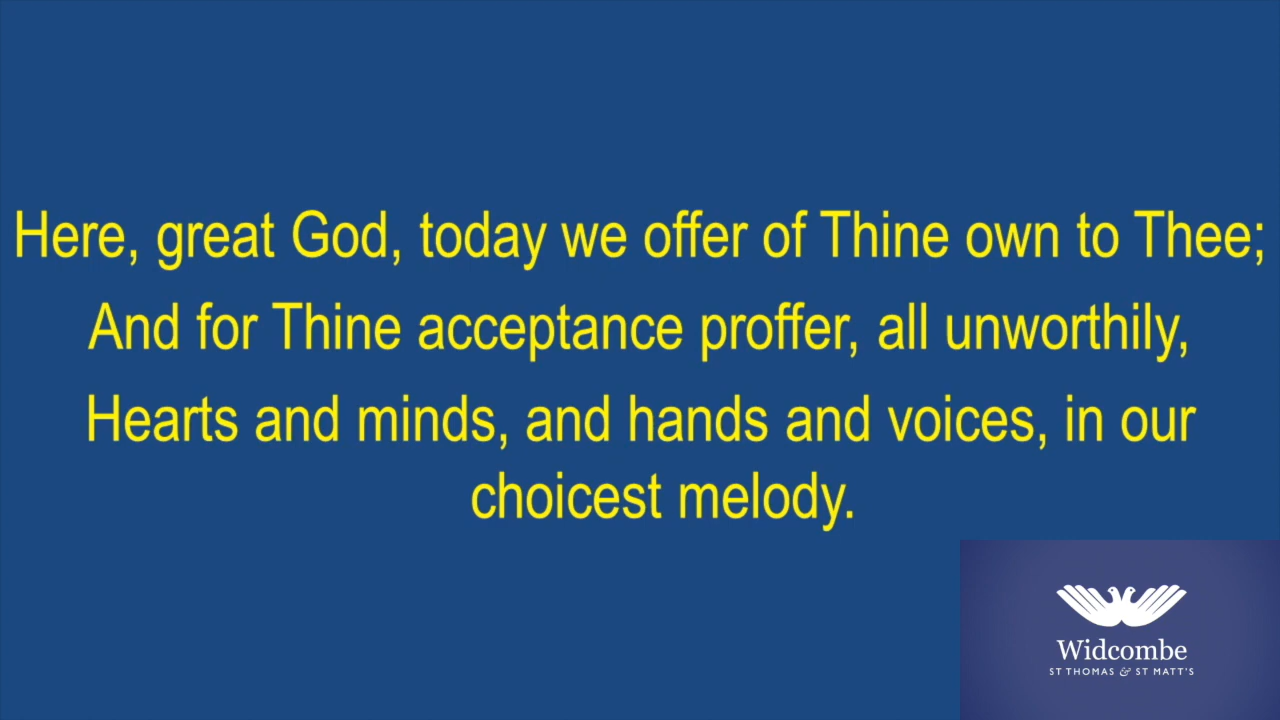 Here, great God, today we offer of Thine own to Thee;
And for Thine acceptance proffer, all unworthily,
Hearts and minds, and hands and voices, in our
choicest melody.
Widcombe
ST THOMAS & ST MATT'S